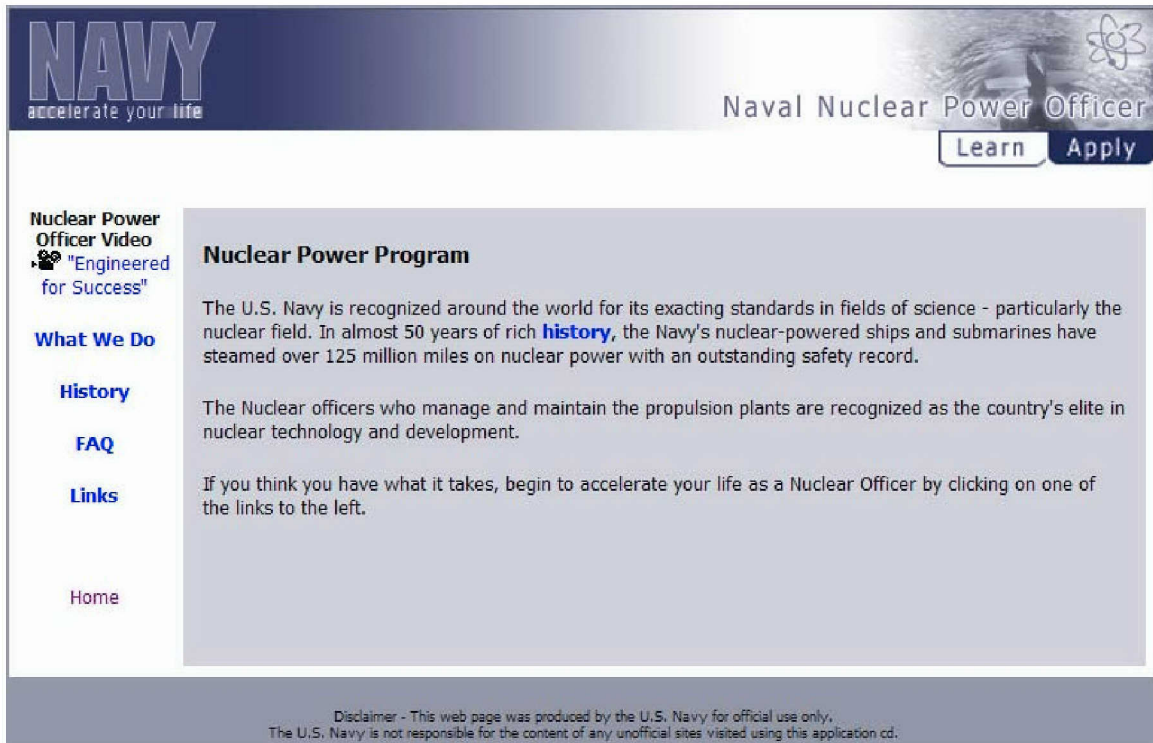 NAVY
accelerate your life
Naval Nuclear Power Officer
Learn Apply
Nuclear Power
Officer Video
"Engineered
for Success"
What We Do
History
FAQ
Links
Home
Nuclear Power Program
The U.S. Navy is recognized around the world for its exacting standards in fields of science - particularly the
nuclear field. In almost 50 years of rich history, the Navy's nuclear-powered ships and submarines have
steamed over 125 million miles on nuclear power with an outstanding safety record.
The Nuclear officers who manage and maintain the propulsion plants are recognized as the country's elite in
nuclear technology and development.
If you think you have what it takes, begin to accelerate your life as a Nuclear Officer by clicking on one of
the links to the left.
Disclaimer - This web page was produced by the U.S. Navy for official use only.
The U.S. Navy is not responsible for the content of any unofficial sites visited using this application cd.